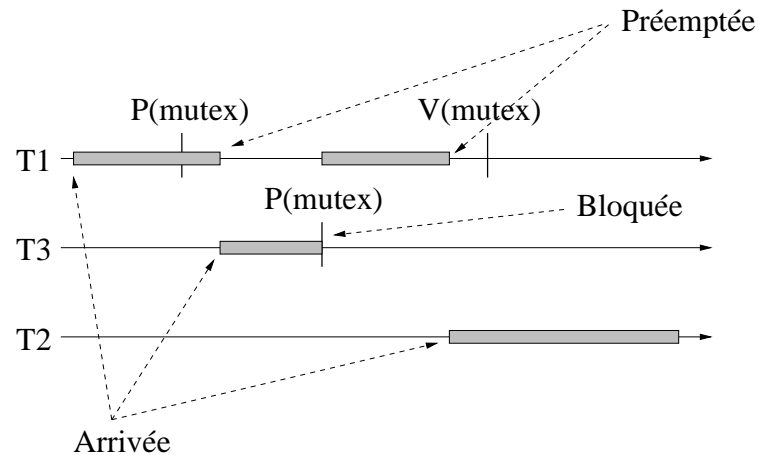 Préemptée
P(mutex)
V(mutex)
T1
P(mutex)
Bloquée
T3
T2
Arrivée